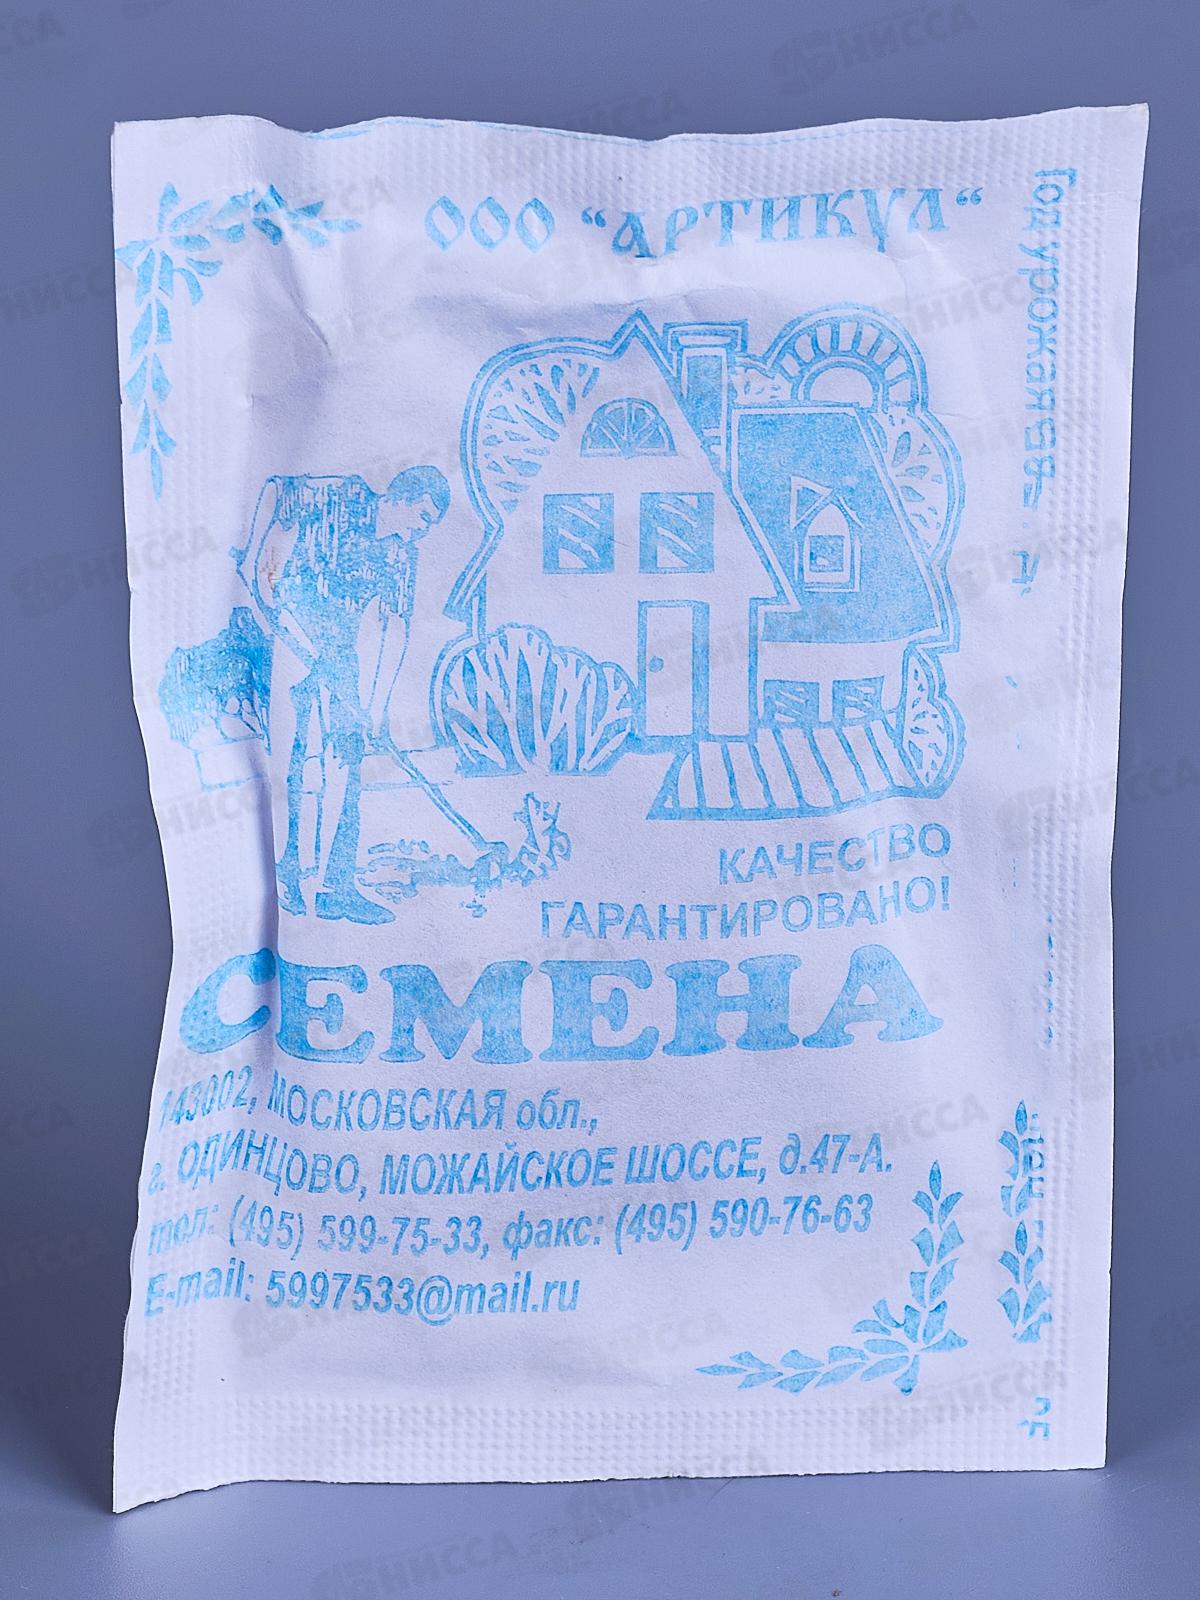 ООО "АРТИКУЛ"
Год урожая
КАЧЕСТВО
ГАРАНТИРОВАНО!
СЕМЕНА
143002, МОСКОВСКАЯ обл.,
г. ОДИНЦОВО, МОЖАЙСКОЕ ШОССЕ, д.47-А.
тел: (495) 599-75-33, факс: (495) 590-76-63
E-mail: 5997533@mail.ru